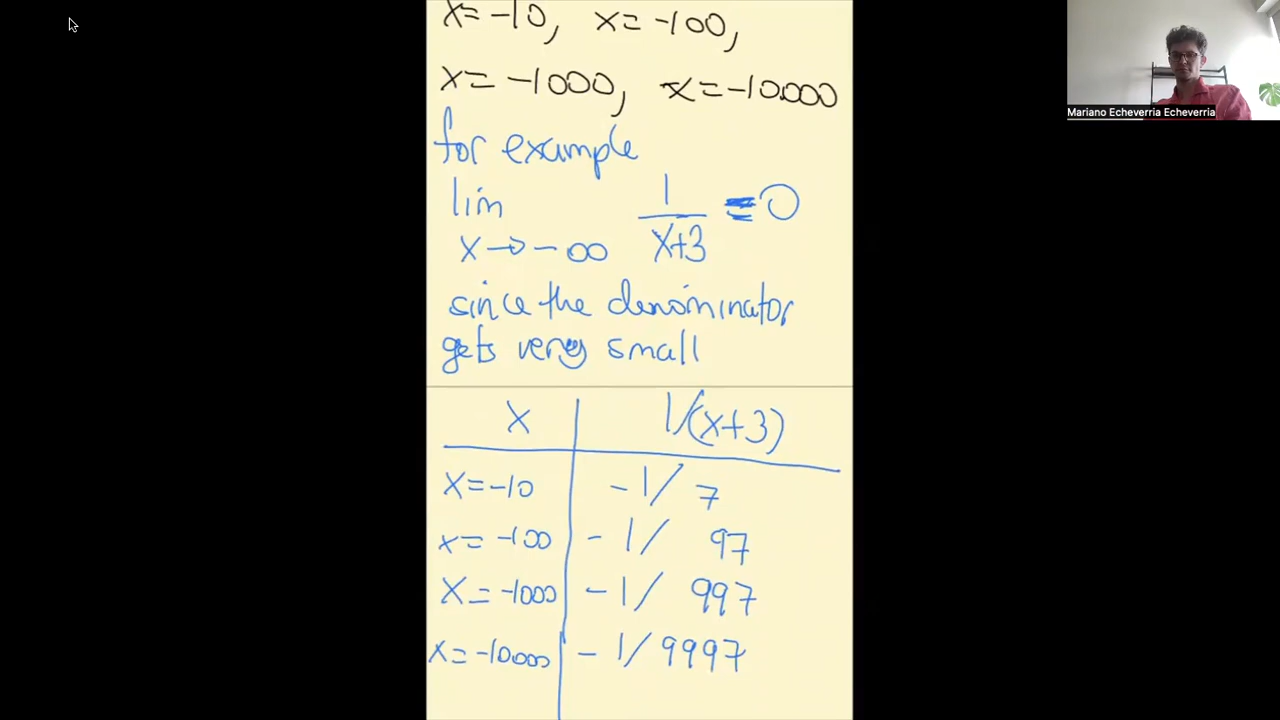 x=-10, x=-100,
x=-1000, x=-10000
for example
lim 1
x→-∞ x+3 =0
since the denominator
gets very small
x 1/(x+3)
x=-10 -1/7
x=-100 -1/97
x=-1000 -1/997
x=-10000 -1/9997
Mariano Echeverria Echeverria